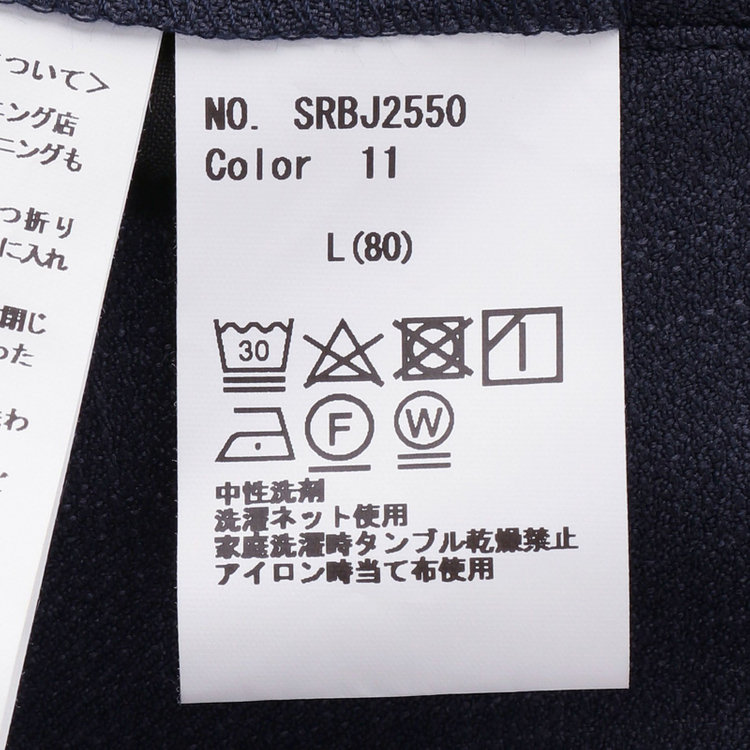 ついて>
ニング店
ニングも
つ折り
に入れ
閉じ
った
NO. SRBJ2550
Color 11
L(80)
30
F
W
中性洗剤
洗濯ネット使用
家庭洗濯時タンブル乾燥禁止
アイロン時当て布使用